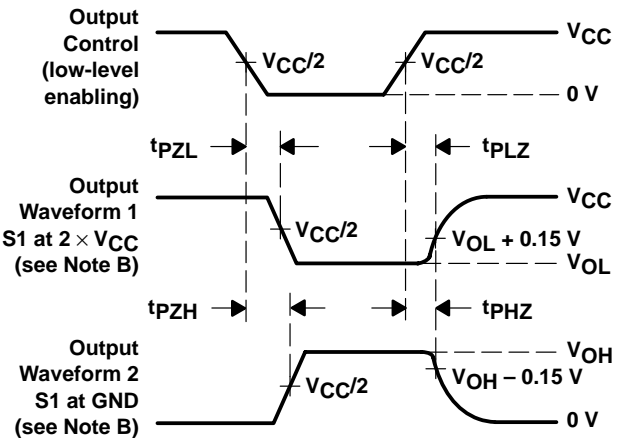 Output
Control
(low-level
enabling)
VCC
VCC/2
VCC/2
0 V
tPZL
tPLZ
Output
Waveform 1
S1 at 2 × VCC
(see Note B)
VCC
VCC/2
VOL + 0.15 V
VOL
tPZH
tPHZ
Output
Waveform 2
S1 at GND
(see Note B)
VOH
VCC/2
VOH – 0.15 V
0 V